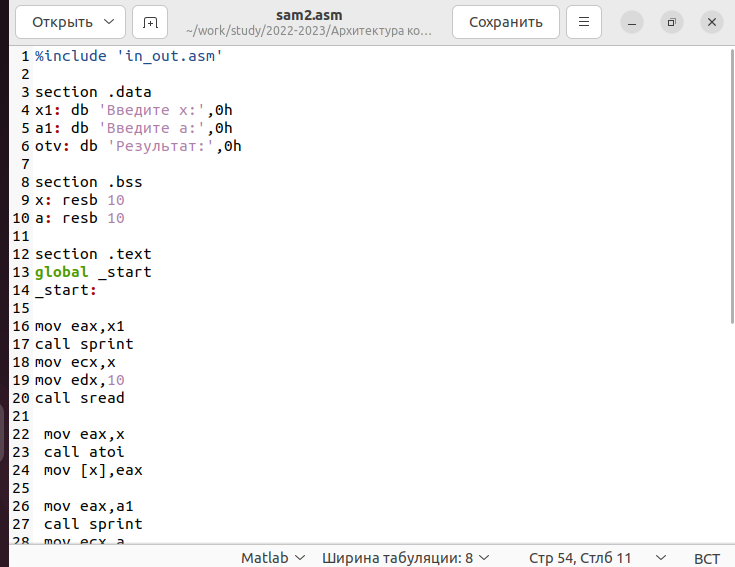 Открыть
sam2.asm
~/work/study/2022-2023/Архитектура ко…
Сохранить
1 %include 'in_out.asm'
2
3 section .data
4 x1: db 'Введите x:',0h
5 a1: db 'Введите a:',0h
6 otv: db 'Результат:',0h
7
8 section .bss
9 x: resb 10
10 a: resb 10
11
12 section .text
13 global _start
14 _start:
15
16 mov eax,x1
17 call sprint
18 mov ecx,x
19 mov edx,10
20 call sread
21
22 mov eax,x
23 call atoi
24 mov [x],eax
25
26 mov eax,a1
27 call sprint
28 mov ecx,a
Matlab Ширина табуляции: 8 Стр 54, Стлб 11 ВСТ